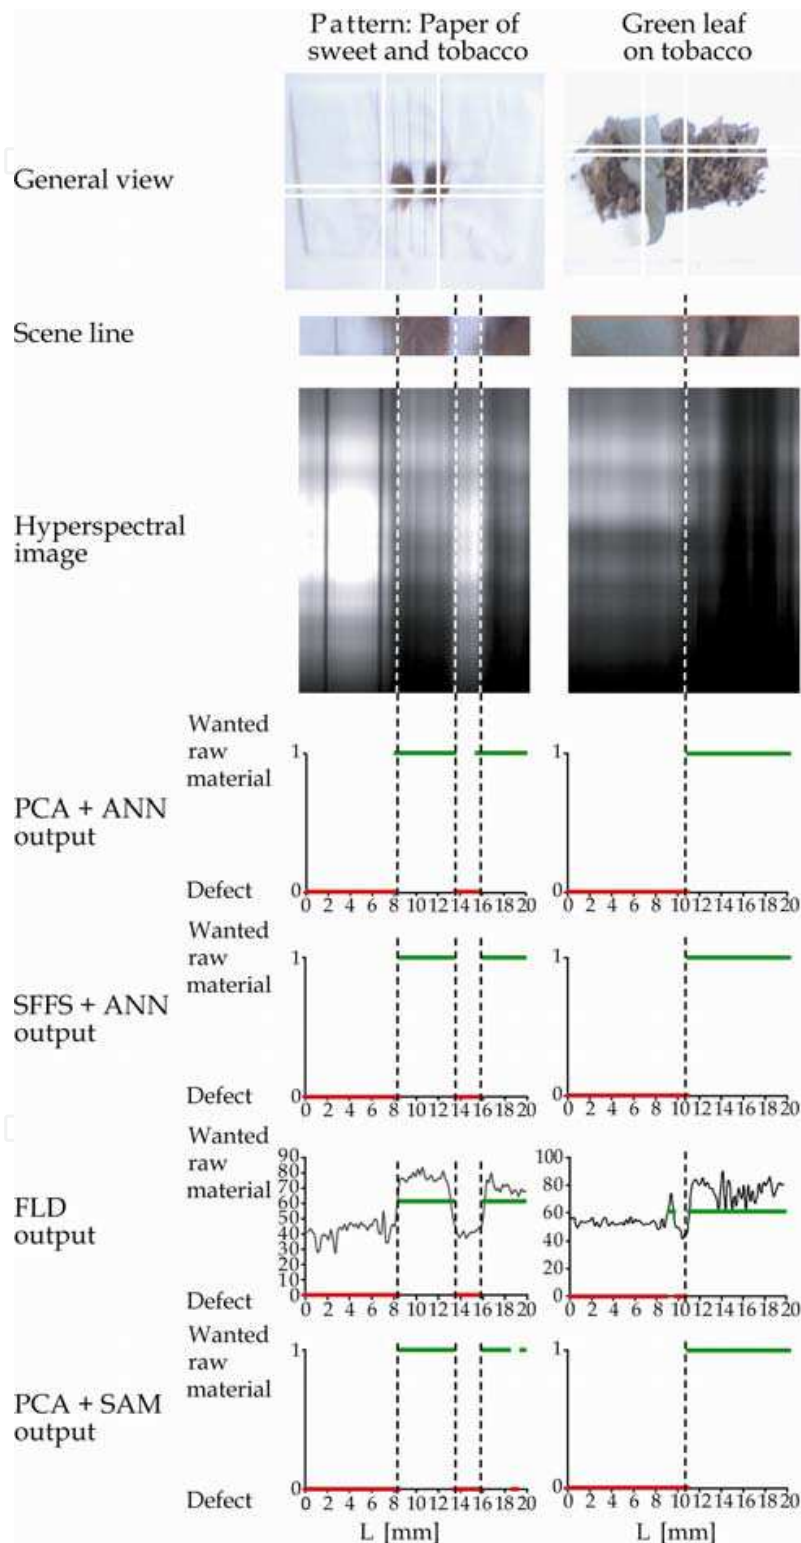 Pattern: Paper of
sweet and tobacco
Green leaf
on tobacco
General view
Scene line
Hyperspectral
image
PCA + ANN
output
Wanted
raw
material
Defect
1
0
0 2 4 6 8 10 12 14 16 18 20
1
0
0 2 4 6 8 10 12 14 16 18 20
SFFS + ANN
output
Wanted
raw
material
Defect
1
0
0 2 4 6 8 10 12 14 16 18 20
1
0
0 2 4 6 8 10 12 14 16 18 20
FLD
output
Wanted
raw
material
Defect
90
80
70
60
50
40
30
20
10
0
0 2 4 6 8 10 12 14 16 18 20
100
80
60
40
20
0
0 2 4 6 8 10 12 14 16 18 20
PCA + SAM
output
Wanted
raw
material
Defect
1
0
0 2 4 6 8 10 12 14 16 18 20
L [mm]
1
0
0 2 4 6 8 10 12 14 16 18 20
L [mm]